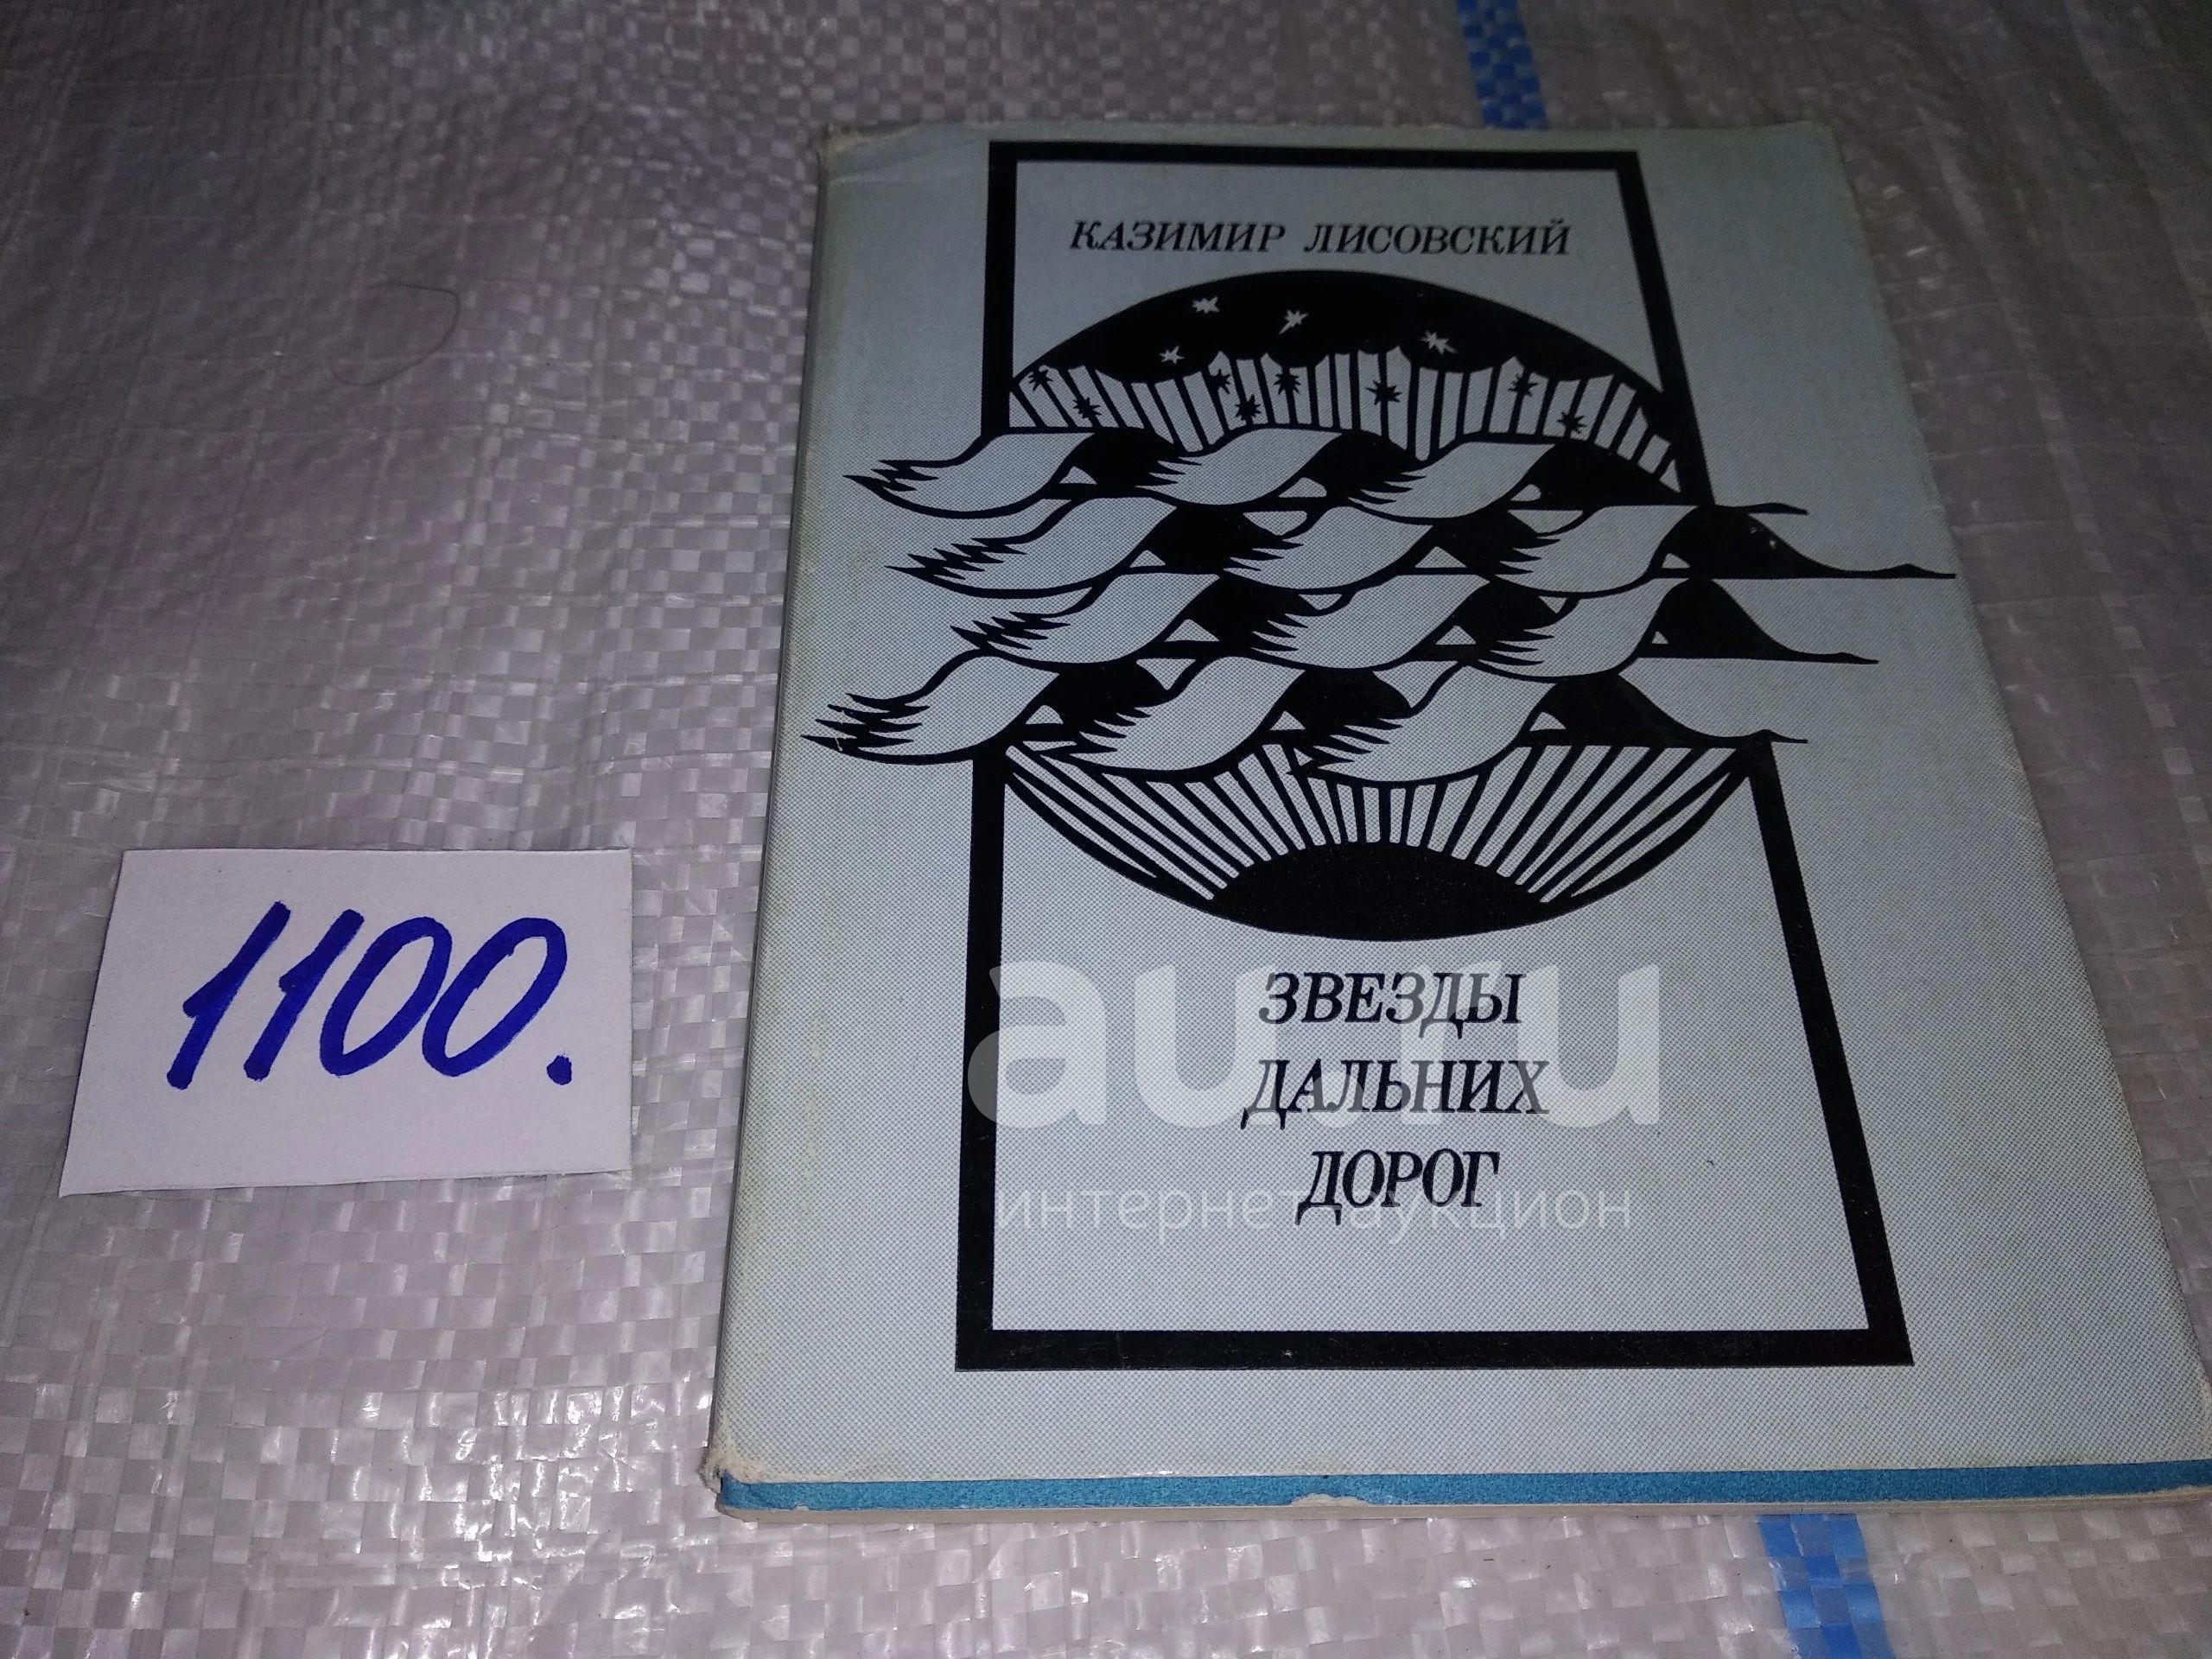 КАЗИМИР ЛИСОВСКИЙ
1100.
au.ru
ЗВЕЗДЫ
ДАЛЬНИХ
ДОРОГ
интернет аукцион